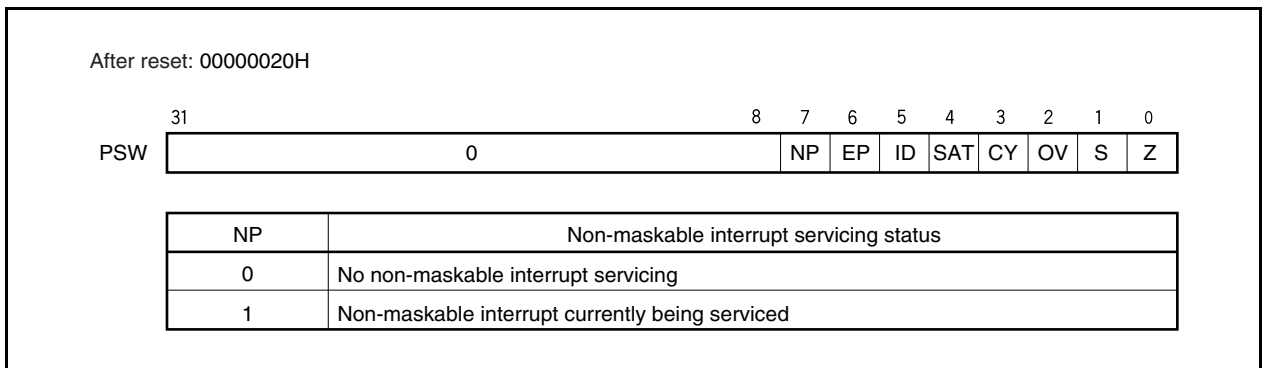 After reset: 00000020H
31 8 7 6 5 4 3 2 1 0
PSW 0 NP EP ID SAT CY OV S Z
NP Non-maskable interrupt servicing status
0 No non-maskable interrupt servicing
1 Non-maskable interrupt currently being serviced